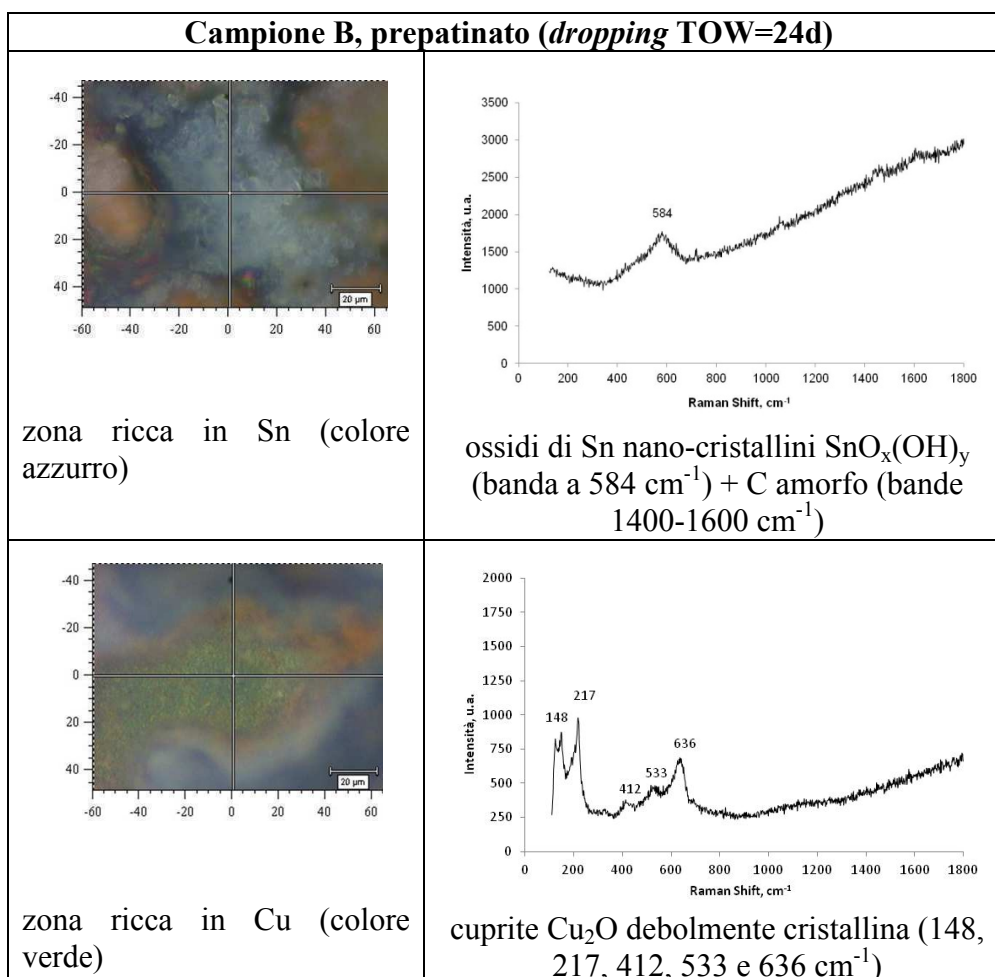 Campione B, prepatinato (dropping TOW=24d)
-40
-20
0
20
40
20 µm
-60 -40 -20 0 20 40 60
zona ricca in Sn (colore
azzurro)
3500
3000
2500
2000
1500
1000
500
0
Intensità, u.a.
584
0 200 400 600 800 1000 1200 1400 1600 1800
Raman Shift, cm-1
ossidi di Sn nano-cristallini SnOx(OH)y
(banda a 584 cm-1) + C amorfo (bande
1400-1600 cm-1)
-40
-20
0
20
40
20 µm
-60 -40 -20 0 20 40 60
zona ricca in Cu (colore
verde)
2000
1750
1500
1250
1000
750
500
250
0
Intensità, u.a.
148
217
412
533
636
0 200 400 600 800 1000 1200 1400 1600 1800
Raman Shift, cm-1
cuprite Cu2O debolmente cristallina (148,
217, 412, 533 e 636 cm-1)